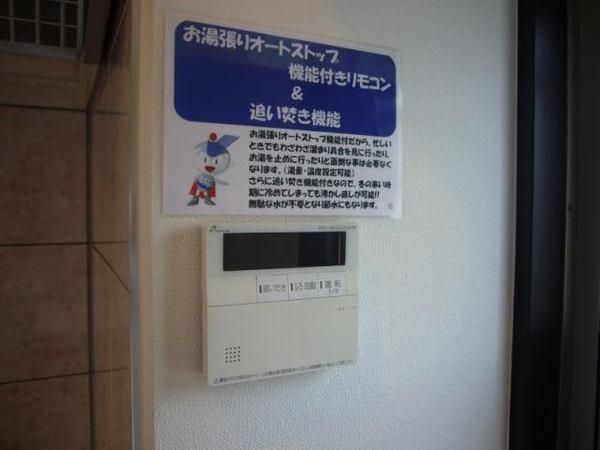 お湯張りオートストップ
機能付きリモコン
&
追い焚き機能
お湯張りオートストップ機能付だから、忙しい
ときでもわざわざ溜まり具合を見に行ったり、
お湯を止めに行ったりと面倒な事は必要なく
なります。(湯量・温度設定可能)
さらに追い焚き機能付きなので、冬の寒い時
期に冷めてしまっても沸かし直しが可能!!
無駄な水が不要となり節水にもなります。
追いだき
ふろ自動
運転
入/切